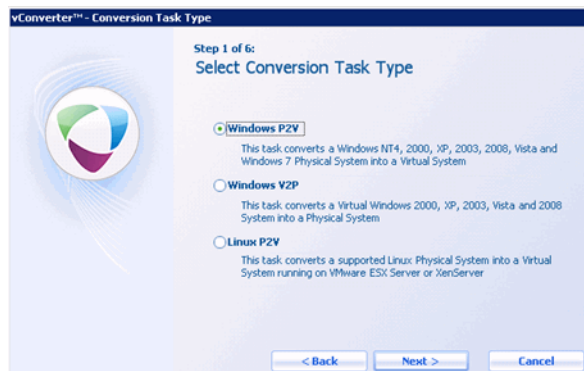 vConverter™ - Conversion Task Type
Step 1 of 6:
Select Conversion Task Type
Windows P2V
This task converts a Windows NT4, 2000, XP, 2003, 2008, Vista and
Windows 7 Physical System into a Virtual System
Windows V2P
This task converts a Virtual Windows 2000, XP, 2003, Vista and 2008
System into a Physical System
Linux P2V
This task converts a supported Linux Physical System into a Virtual
System running on VMware ESX Server or XenServer
< Back
Next >
Cancel